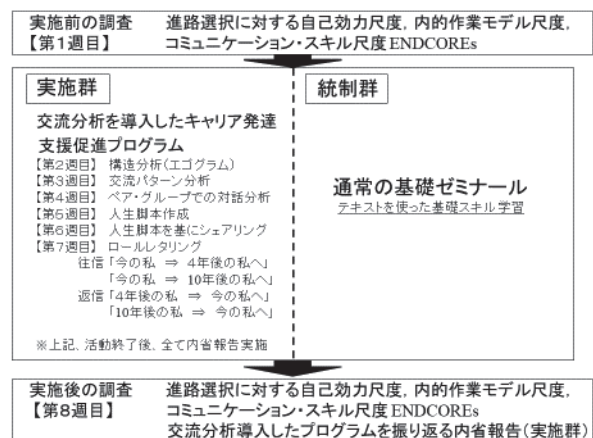 実施前の調査　進路選択に対する自己効力尺度，内的作業モデル尺度，
【第1週目】　コミュニケーション・スキル尺度ENDCOREs
実施群
交流分析を導入したキャリア発達
支援促進プログラム
【第2週目】 構造分析（エゴグラム）
【第3週目】 交流パターン分析
【第4週目】 ペア・グループでの対話分析
【第5週目】 人生脚本作成
【第6週目】 人生脚本を基にシェアリング
【第7週目】 ロールレタリング
往信「今の私 ⇒ 4年後の私へ」
「今の私 ⇒ 10年後の私へ」
返信「4年後の私 ⇒ 今の私へ」
「10年後の私 ⇒ 今の私へ」
※上記、活動終了後、全て内省報告実施
統制群
通常の基礎ゼミナール
テキストを使った基礎スキル学習
実施後の調査　進路選択に対する自己効力尺度，内的作業モデル尺度，
【第8週目】　コミュニケーション・スキル尺度ENDCOREs
交流分析導入したプログラムを振り返る内省報告（実施群）